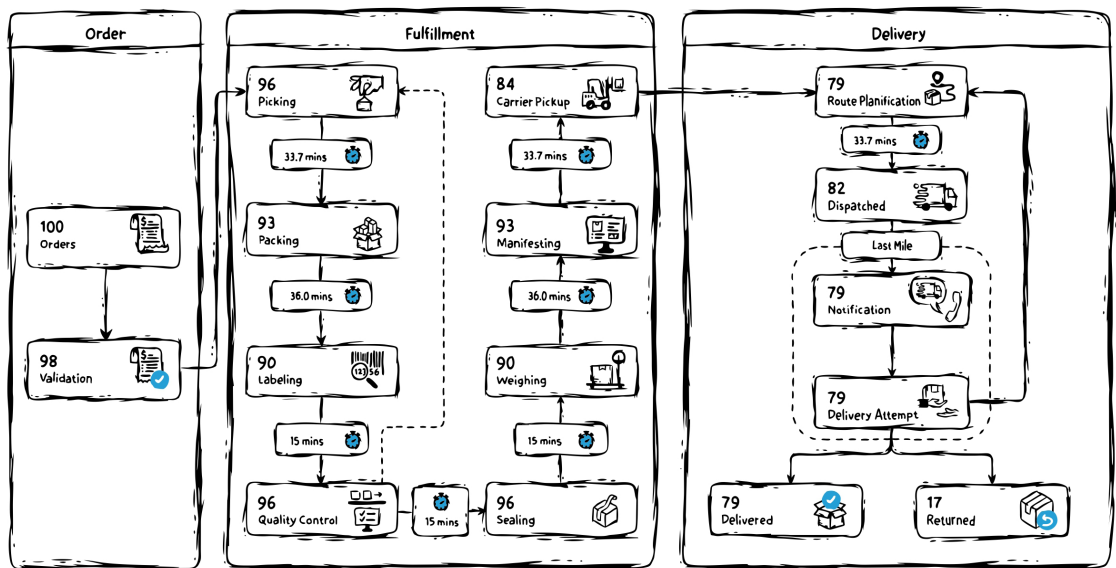 Order
100
Orders
98
Validation
Fulfillment
96
Picking
33.7 mins
93
Packing
36.0 mins
90
Labeling
123 56
15 mins
96
Quality Control
15 mins
96
Sealing
15 mins
90
Weighing
36.0 mins
93
Manifesting
33.7 mins
84
Carrier Pickup
Delivery
79
Route Planification
33.7 mins
82
Dispatched
Last Mile
79
Notification
79
Delivery Attempt
79
Delivered
17
Returned